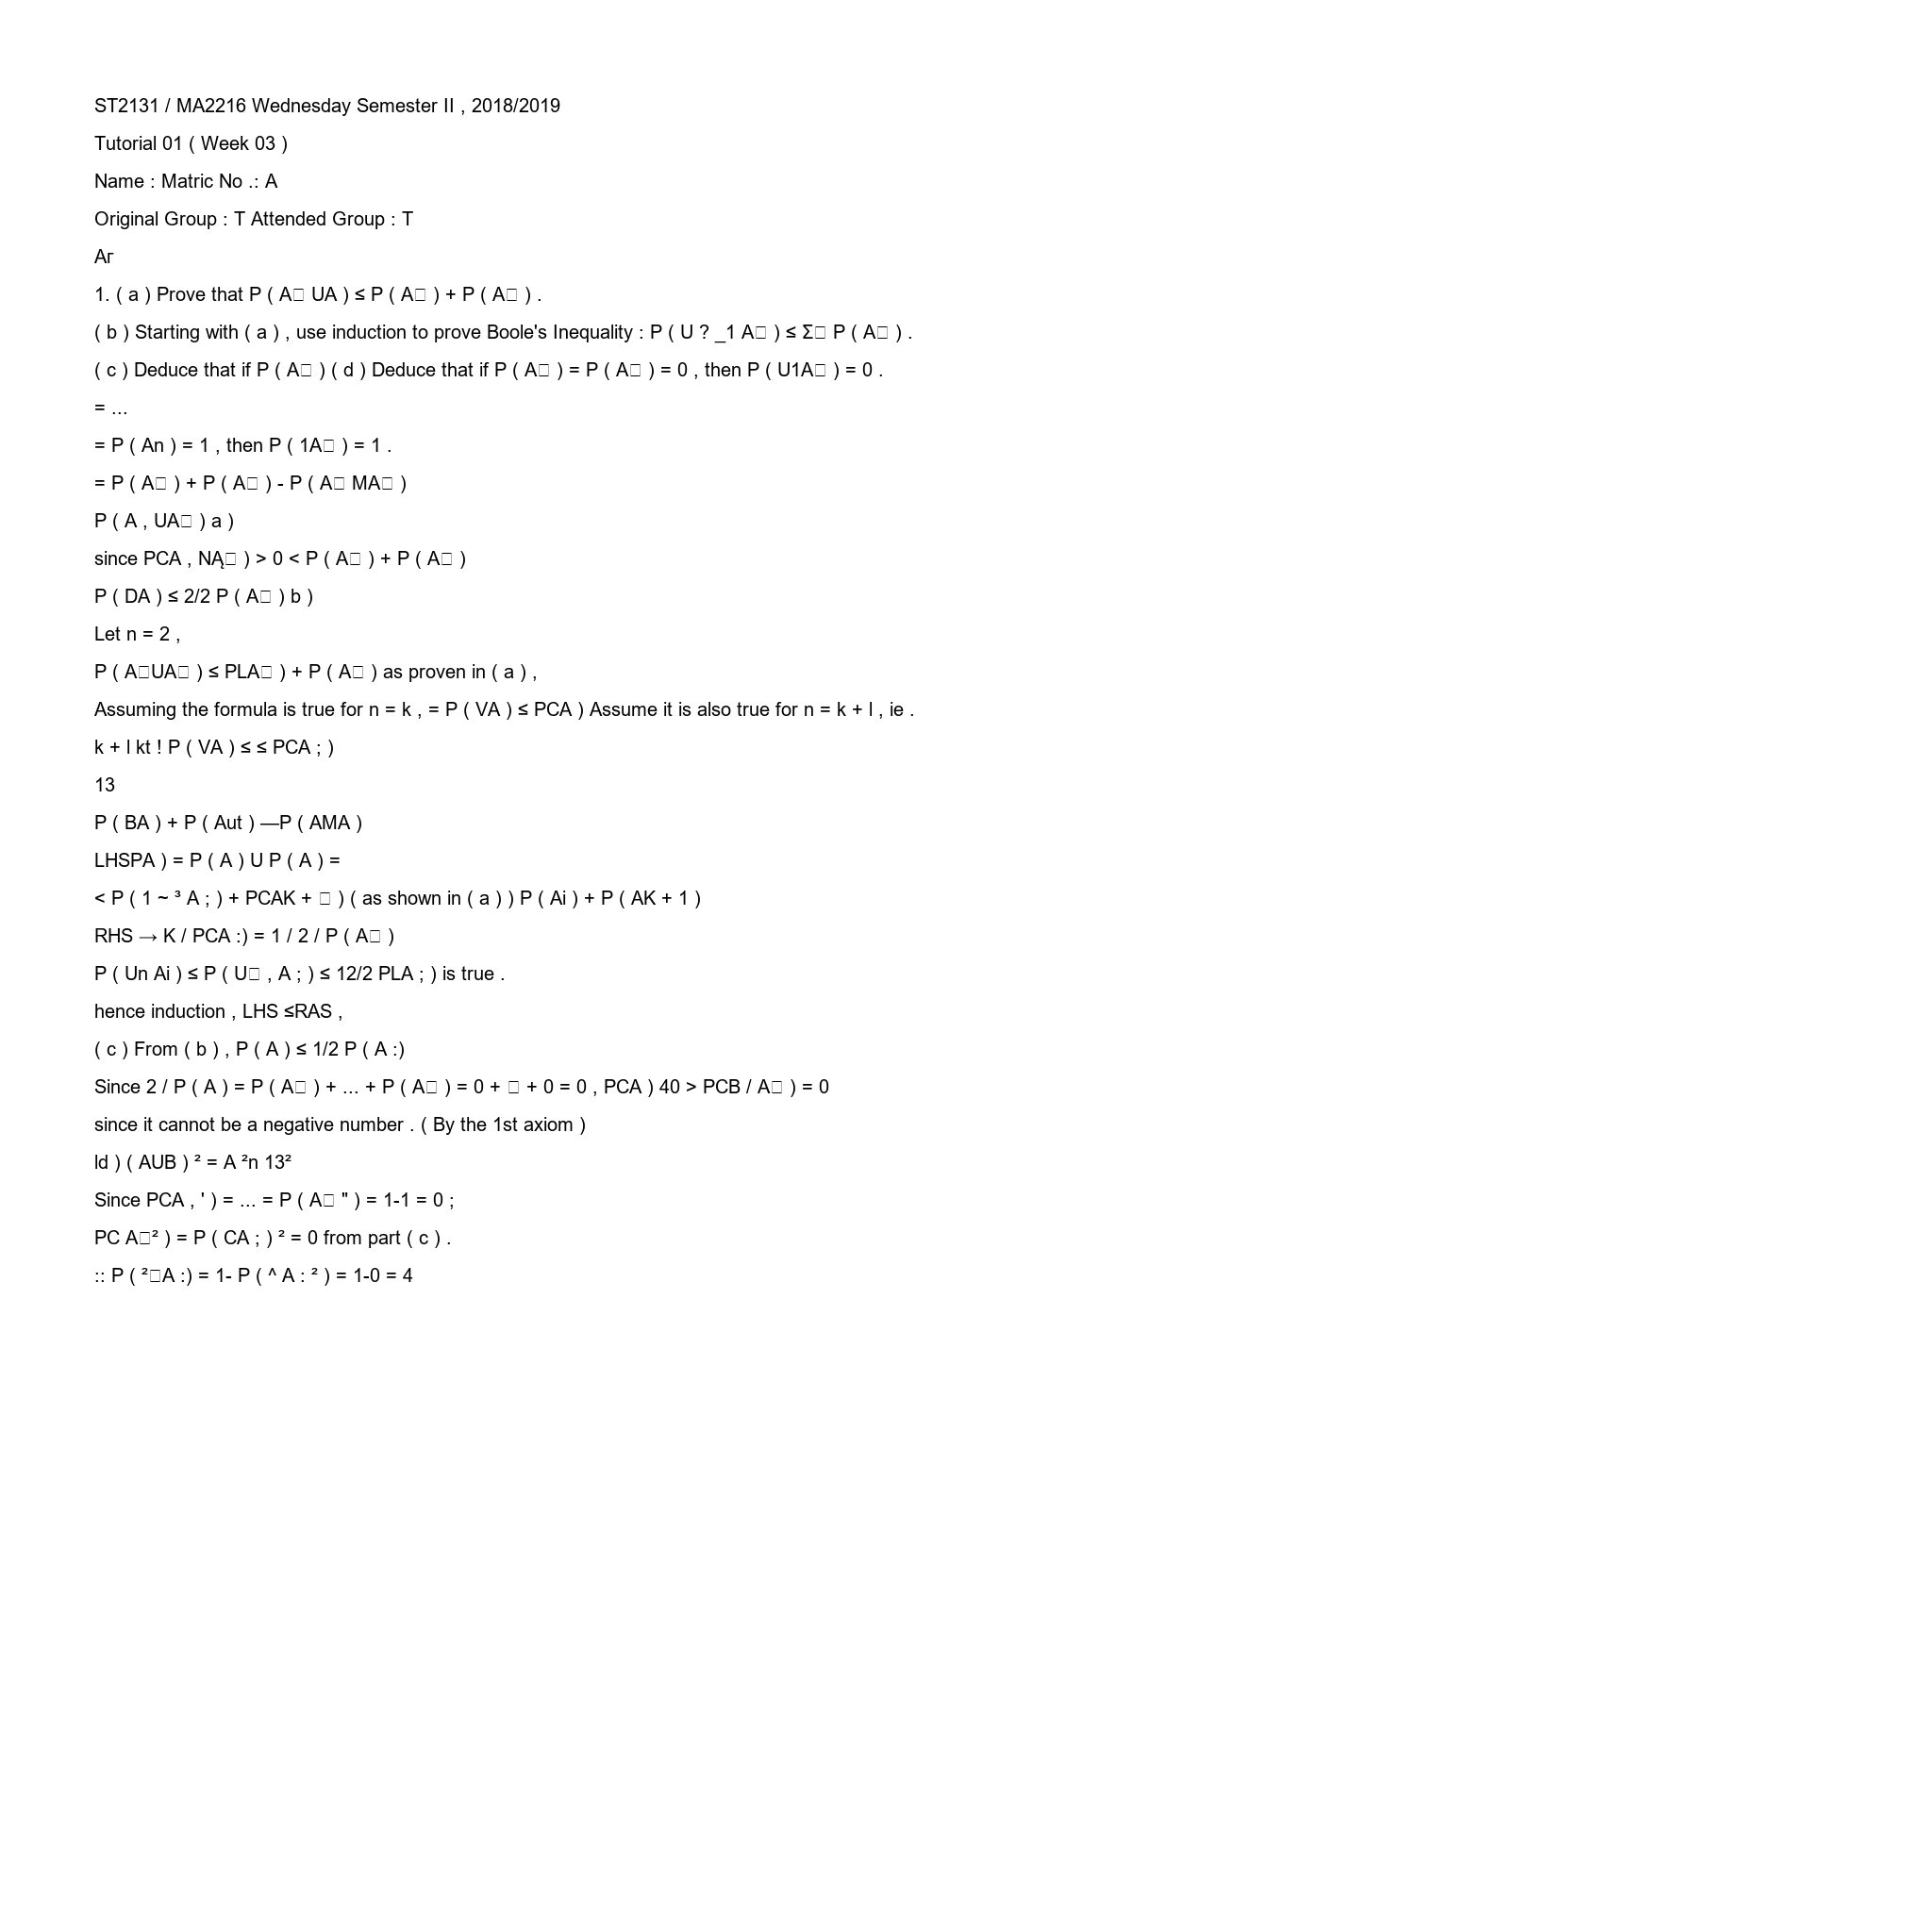 ST2131 / MA2216 Wednesday Semester II , 2018/2019
Tutorial 01 ( Week 03 )
Name : Matric No .: A
Original Group : T Attended Group : T
Ar
1. ( a ) Prove that P ( A□ UA ) ≤ P ( A□ ) + P ( A□ ) .
( b ) Starting with ( a ) , use induction to prove Boole's Inequality : P ( U ? _1 A□ ) ≤ Σ□ P ( A□ ) .
( c ) Deduce that if P ( A□ ) ( d ) Deduce that if P ( A□ ) = P ( A□ ) = 0 , then P ( U1A□ ) = 0 .
= ...
= P ( An ) = 1 , then P ( 1A□ ) = 1 .
= P ( A□ ) + P ( A□ ) - P ( A□ MA□ )
P ( A , UA□ ) a )
since PCA , NĄ□ ) > 0 < P ( A□ ) + P ( A□ )
P ( DA ) ≤ 2/2 P ( A□ ) b )
Let n = 2 ,
P ( A□UA□ ) ≤ PLA□ ) + P ( A□ ) as proven in ( a ) ,
Assuming the formula is true for n = k , = P ( VA ) ≤ PCA ) Assume it is also true for n = k + l , ie .
k + l kt ! P ( VA ) ≤ ≤ PCA ; )
13
P ( BA ) + P ( Aut ) —P ( AMA )
LHSPA ) = P ( A ) U P ( A ) =
< P ( 1 ~ ³ A ; ) + PCAK + □ ) ( as shown in ( a ) ) P ( Ai ) + P ( AK + 1 )
RHS → K / PCA :) = 1 / 2 / P ( A□ )
P ( Un Ai ) ≤ P ( U□ , A ; ) ≤ 12/2 PLA ; ) is true .
hence induction , LHS ≤RAS ,
( c ) From ( b ) , P ( A ) ≤ 1/2 P ( A :)
Since 2 / P ( A ) = P ( A□ ) + ... + P ( A□ ) = 0 + □ + 0 = 0 , PCA ) 40 > PCB / A□ ) = 0
since it cannot be a negative number . ( By the 1st axiom )
ld ) ( AUB ) ² = A ²n 13²
Since PCA , ' ) = ... = P ( A□ " ) = 1-1 = 0 ;
PC A□² ) = P ( CA ; ) ² = 0 from part ( c ) .
:: P ( ²□A :) = 1- P ( ^ A : ² ) = 1-0 = 4